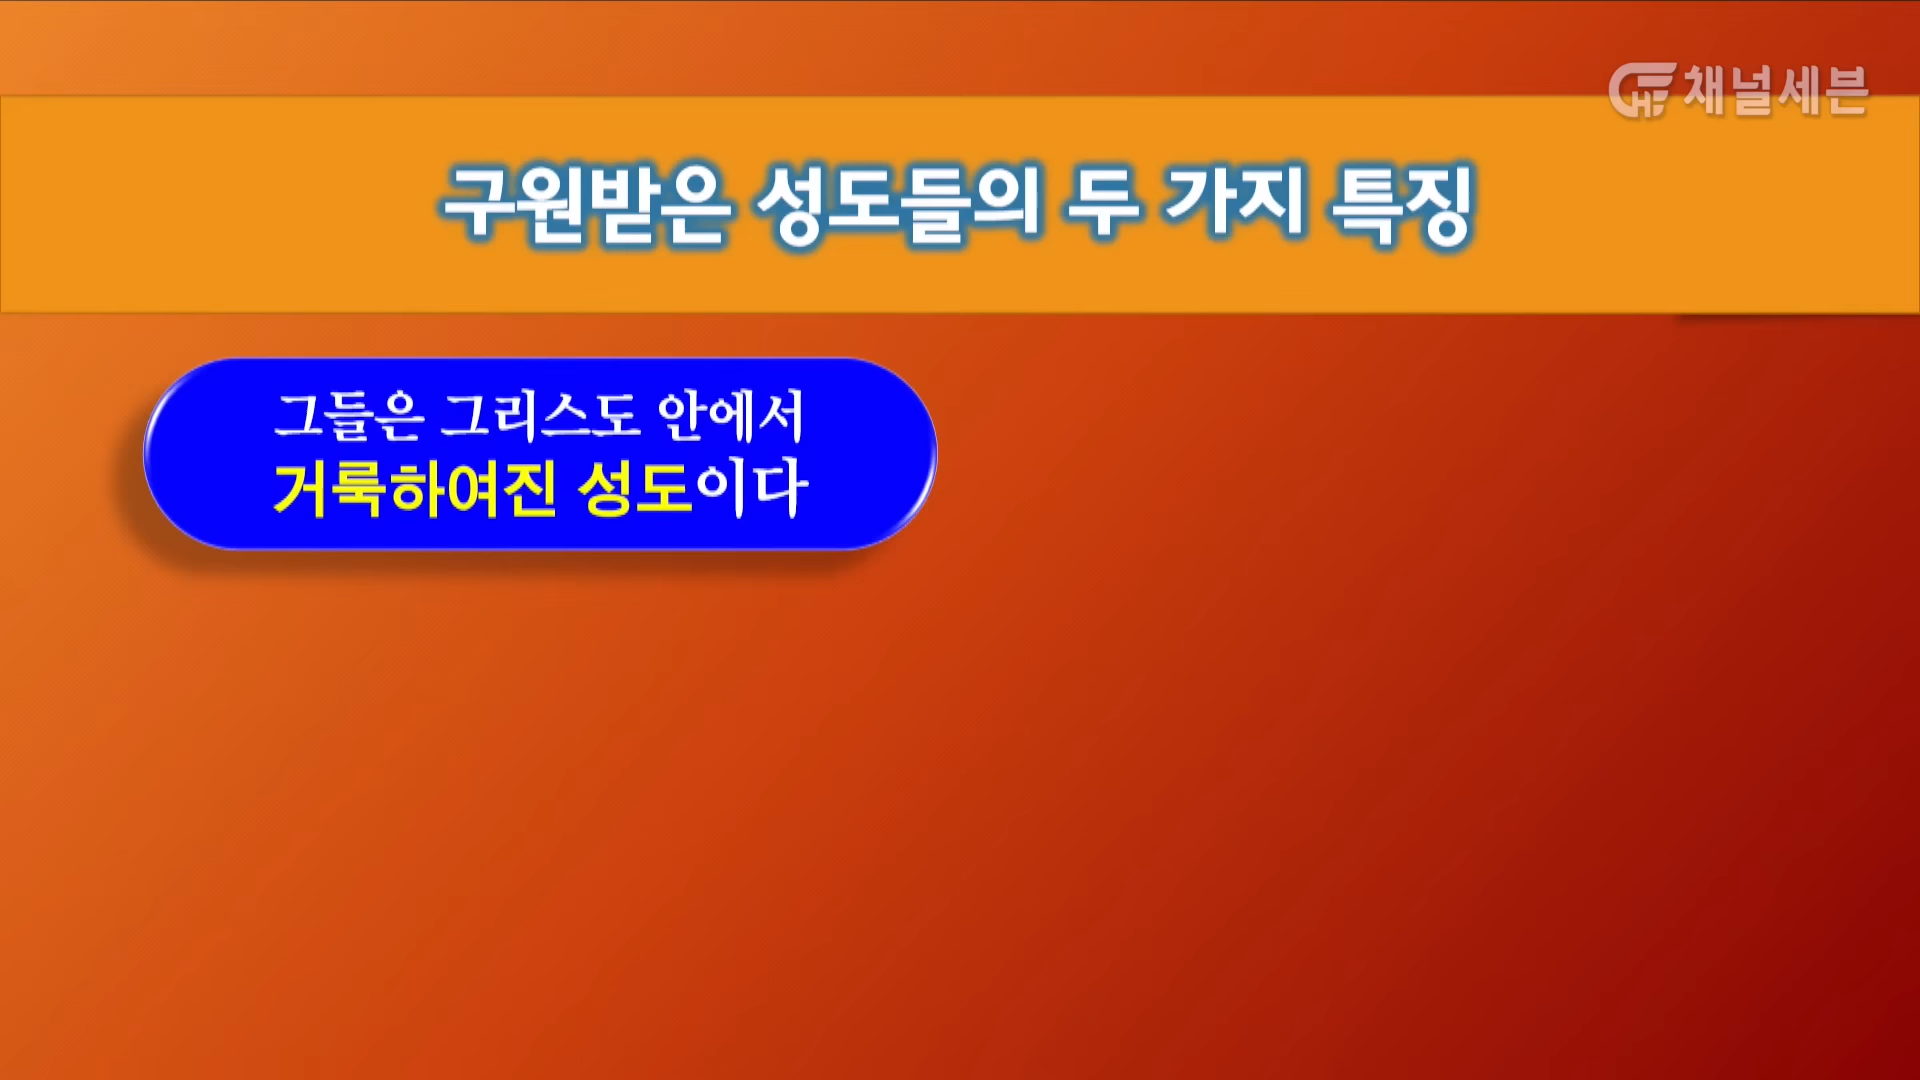 채널세븐
구원받은 성도들의 두 가지 특징
그들은 그리스도 안에서
거룩하여진 성도이다